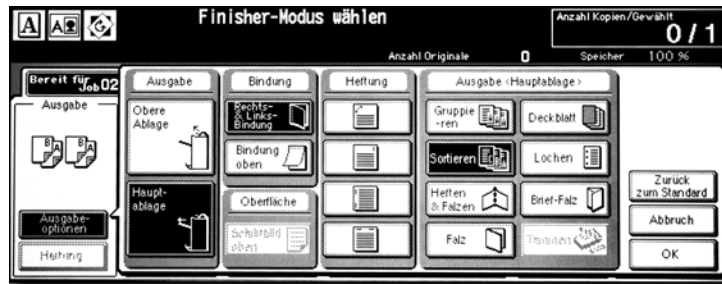 Finisher-Modus wählen
Anzahl Kopien/Gewählt
0/1
Anzahl Originale 0 Speicher 100 %
Bereit für Job 02
Ausgabe
Ausgabe-
optionen
Heftung
Ausgabe
Obere
Ablage
Haupt-
ablage
Bindung
Rechts-
& Links-
Bindung
Bindung
oben
Oberfläche
Schriftbild
oben
Heftung
Ausgabe <Hauptablage>
Gruppie
-ren
Deckblatt
Sortieren
Lochen
Heften
& Falzen
Brief-Falz
Falz
Trimmen
Zurück
zum Standard
Abbruch
OK